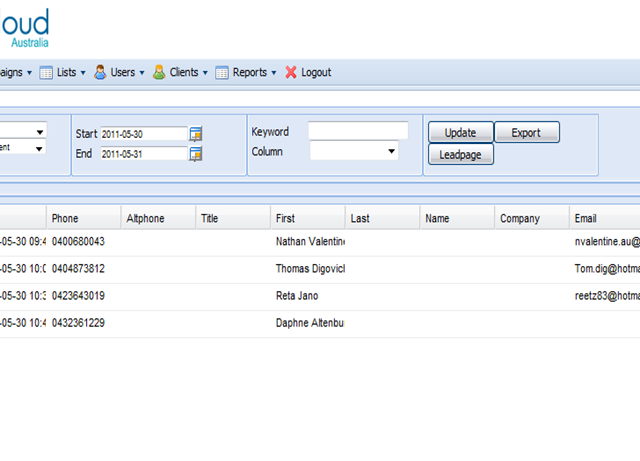 loud
Australia
aigns Lists Users Clients Reports Logout
Start 2011-05-30 Keyword Update Export
ent End 2011-05-31 Column Leadpage
Phone Altphone Title First Last Name Company Email
-05-30 09:4 0400680043 Nathan Valentine nvalentine.au@
-05-30 10:0 0404873812 Thomas Digovich Tom.dig@hotma
-05-30 10:3 0423643019 Reta Jano reetz83@hotma
-05-30 10:4 0432361229 Daphne Altenbu